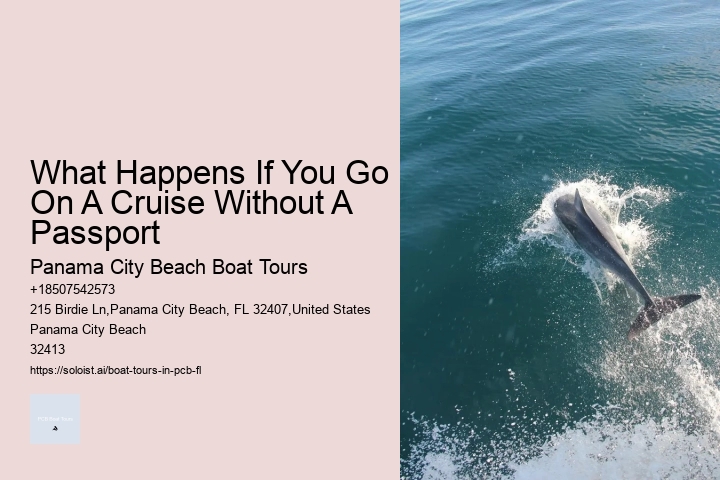 What Happens If You Go
On A Cruise Without A
Passport
Panama City Beach Boat Tours
+18507542573
215 Birdie Ln,Panama City Beach, FL 32407,United States
Panama City Beach
32413
https://soloist.ai/boat-tours-in-pcb-fl